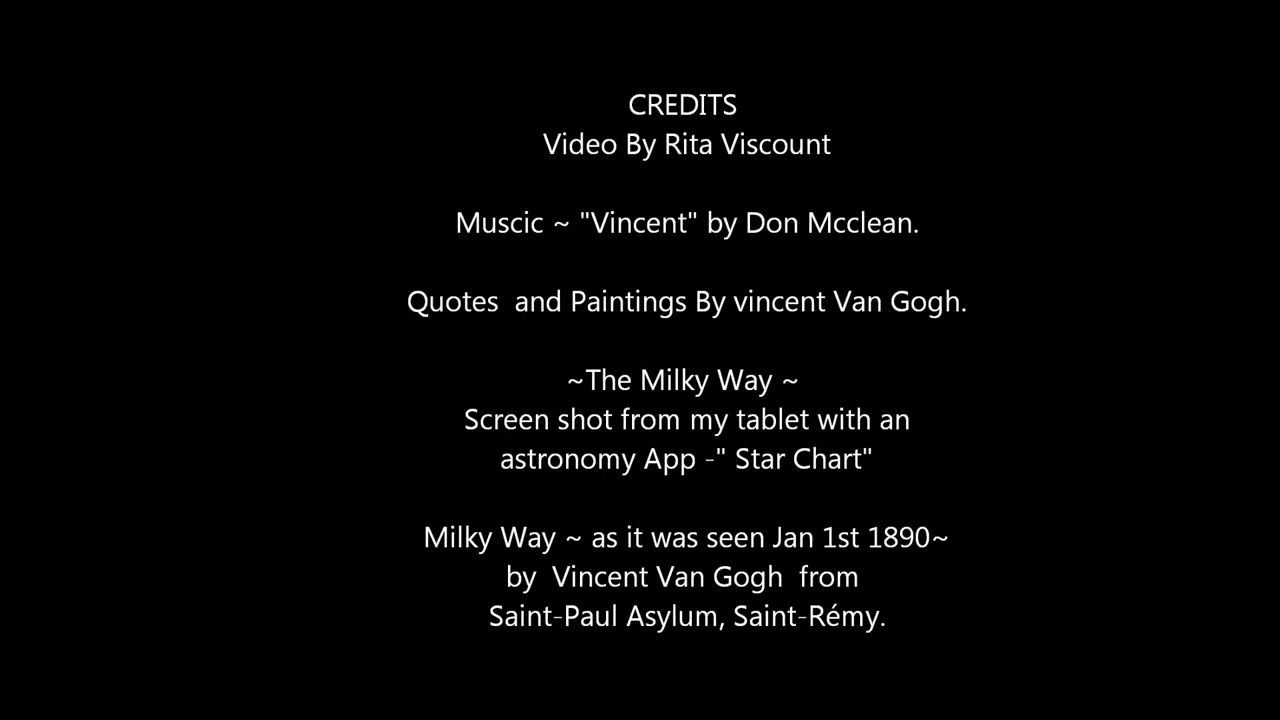 CREDITS
Video By Rita Viscount
Muscic ~ "Vincent" by Don Mcclean.
Quotes  and Paintings By vincent Van Gogh.
~The Milky Way ~
Screen shot from my tablet with an
astronomy App -" Star Chart"
Milky Way ~ as it was seen Jan 1st 1890~
by  Vincent Van Gogh  from
Saint-Paul Asylum, Saint-Rémy.